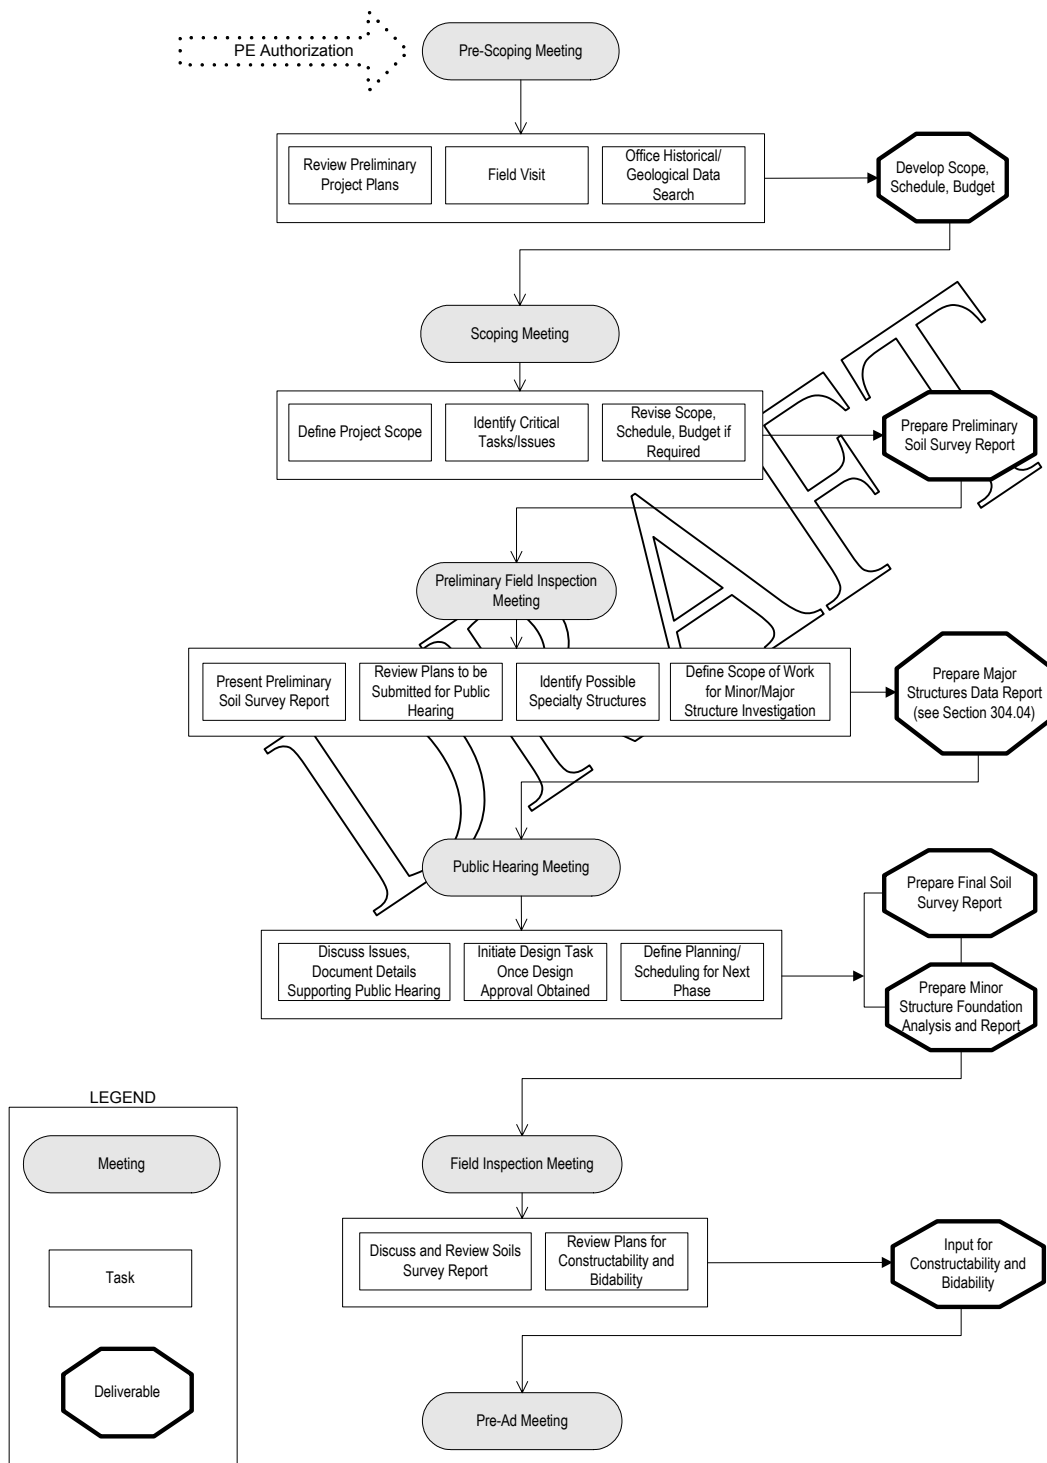 PE Authorization
Pre-Scoping Meeting
Review Preliminary
Project Plans
Field Visit
Office Historical/
Geological Data
Search
Develop Scope,
Schedule, Budget
Scoping Meeting
Define Project Scope
Identify Critical
Tasks/Issues
Revise Scope,
Schedule, Budget if
Required
Prepare Preliminary
Soil Survey Report
Preliminary Field Inspection
Meeting
Present Preliminary
Soil Survey Report
Review Plans to be
Submitted for Public
Hearing
Identify Possible
Specialty Structures
Define Scope of Work
for Minor/Major
Structure Investigation
Prepare Major
Structures Data Report
(see Section 304.04)
Public Hearing Meeting
Discuss Issues,
Document Details
Supporting Public Hearing
Initiate Design Task
Once Design
Approval Obtained
Define Planning/
Scheduling for Next
Phase
Prepare Final Soil
Survey Report
Prepare Minor
Structure Foundation
Analysis and Report
Field Inspection Meeting
Discuss and Review Soils
Survey Report
Review Plans for
Constructability and
Bidability
Input for
Constructability and
Bidability
Pre-Ad Meeting
LEGEND
Meeting
Task
Deliverable
DRAFT